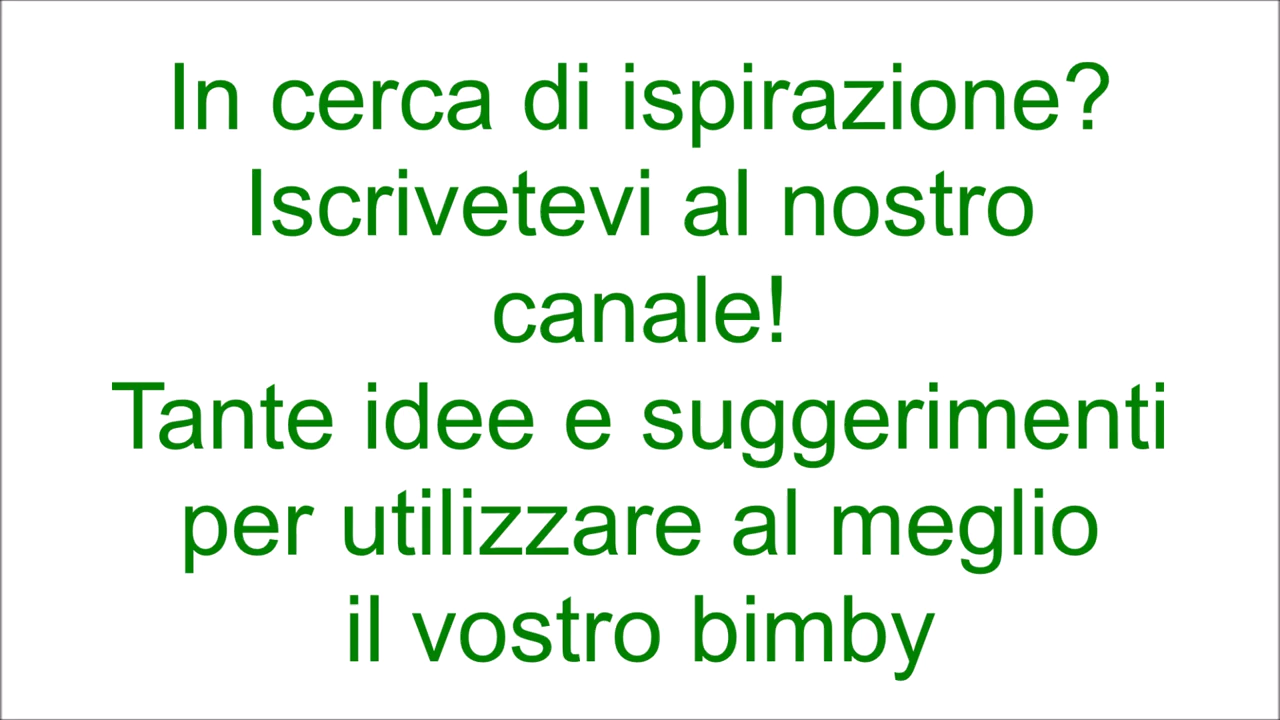 In cerca di ispirazione?
Iscrivetevi al nostro
canale!
Tante idee e suggerimenti
per utilizzare al meglio
il vostro bimby